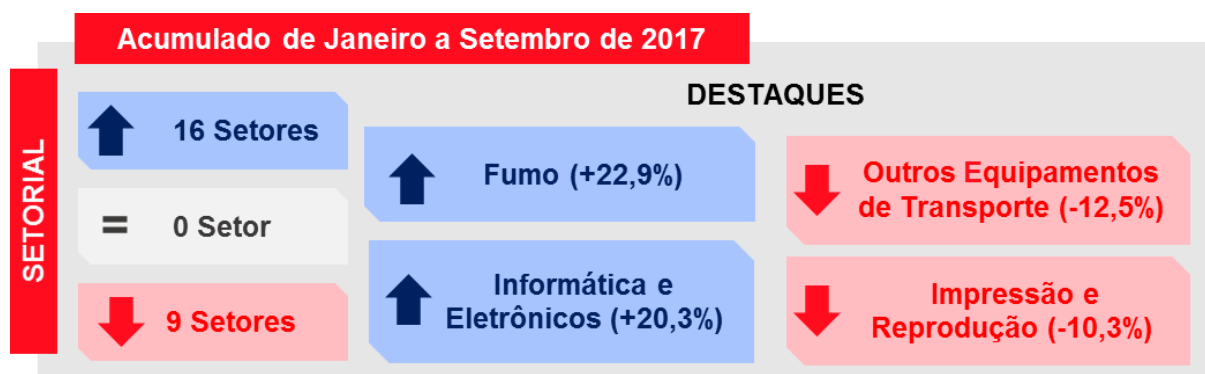 Acumulado de Janeiro a Setembro de 2017
SETORIAL
DESTAQUES
16 Setores
= 0 Setor
9 Setores
Fumo (+22,9%)
Informática e
Eletrônicos (+20,3%)
Outros Equipamentos
de Transporte (-12,5%)
Impressão e
Reprodução (-10,3%)